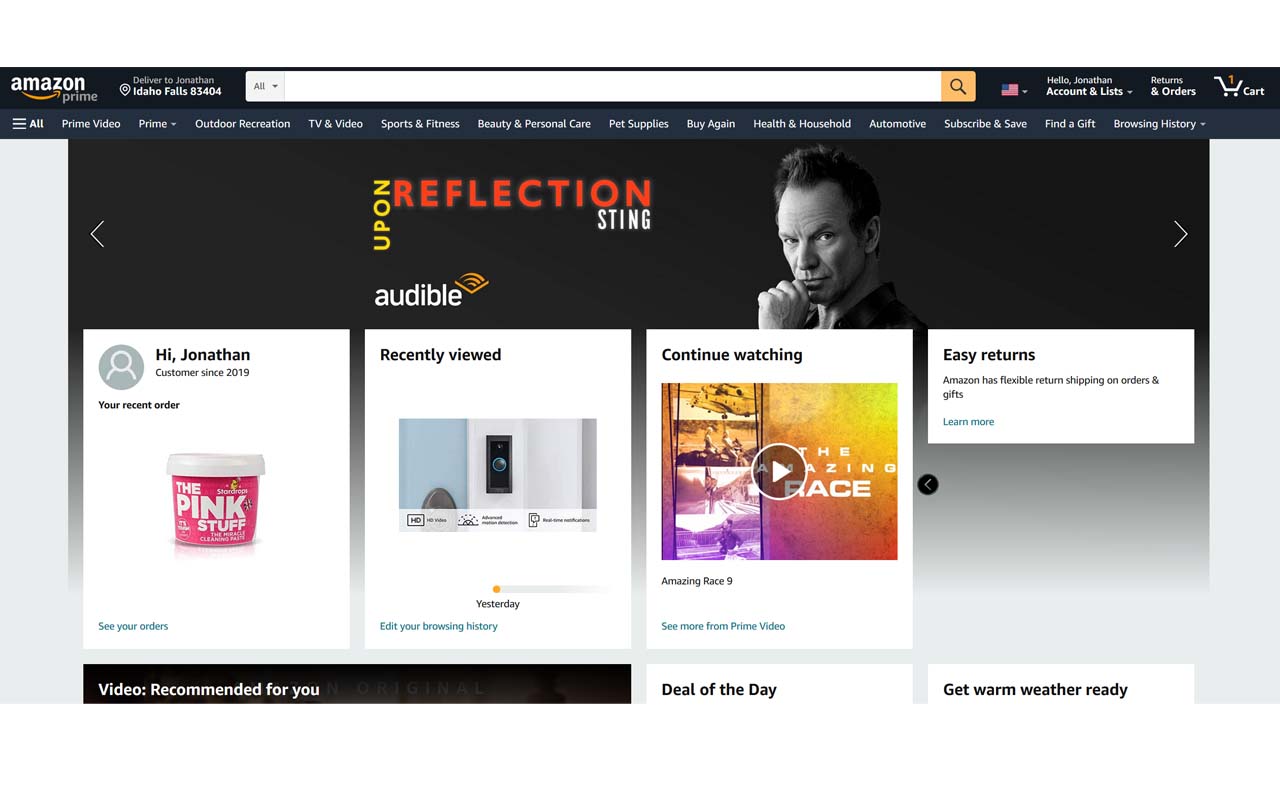 amazon
prime
Deliver to Jonathan
Idaho Falls 83404
All
Hello, Jonathan
Account & Lists
Returns
& Orders
1
Cart
All
Prime Video
Prime
Outdoor Recreation
TV & Video
Sports & Fitness
Beauty & Personal Care
Pet Supplies
Buy Again
Health & Household
Automotive
Subscribe & Save
Find a Gift
Browsing History
UPON
REFLECTION
STING
audible
Hi, Jonathan
Customer since 2019
Your recent order
Stardrops
THE
PINK
STUFF
IT'S
THE MIRACLE
CLEANING PASTE
See your orders
Recently viewed
HD
HD Video
Advanced
motion detection
Real-time notifications
Yesterday
Edit your browsing history
Continue watching
THE
AMAZING
RACE
Amazing Race 9
See more from Prime Video
Easy returns
Amazon has flexible return shipping on orders &
gifts
Learn more
Video: Recommended for you
ORIGINAL
Deal of the Day
Get warm weather ready